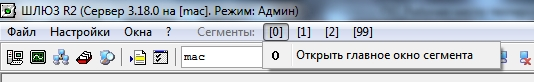 ШЛЮЗ R2 (Сервер 3.18.0 на [mac]. Режим: Админ)
Файл Настройки Окна ? Сегменты: [0] [1] [2] [99]
mac
0 Открыть главное окно сегмента